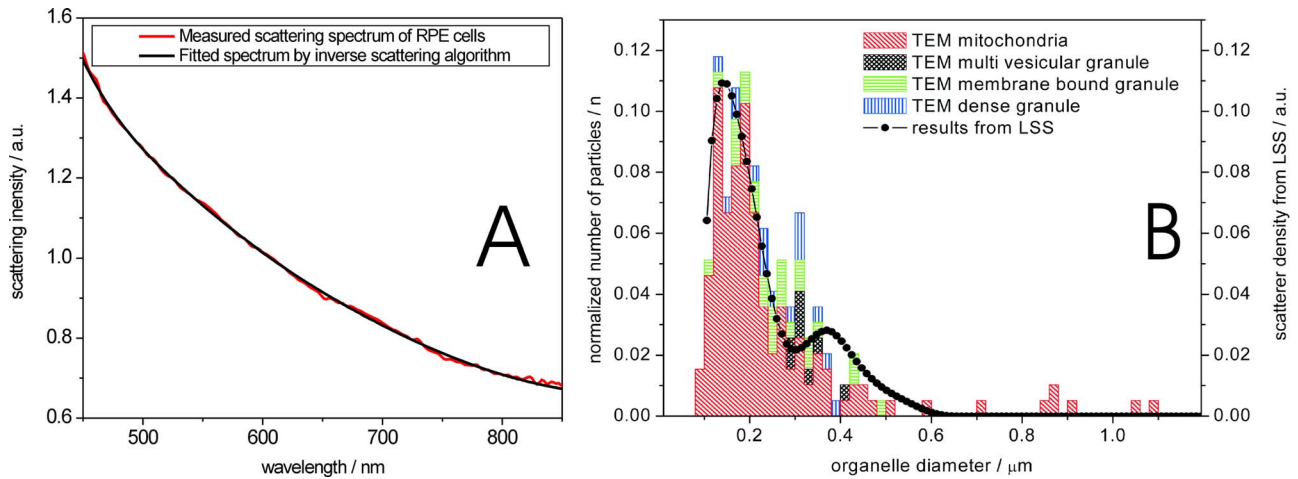 Measured scattering spectrum of RPE cells
Fitted spectrum by inverse scattering algorithm
A
1.6
1.4
1.2
1.0
0.8
0.6
scattering inensity / a.u.
500
600
700
800
wavelength / nm
TEM mitochondria
TEM multi vesicular granule
TEM membrane bound granule
TEM dense granule
results from LSS
B
0.12
0.10
0.08
0.06
0.04
0.02
0.00
normalized number of particles / n
0.12
0.10
0.08
0.06
0.04
0.02
0.00
scatterer density from LSS / a.u.
0.2
0.4
0.6
0.8
1.0
organelle diameter / μm